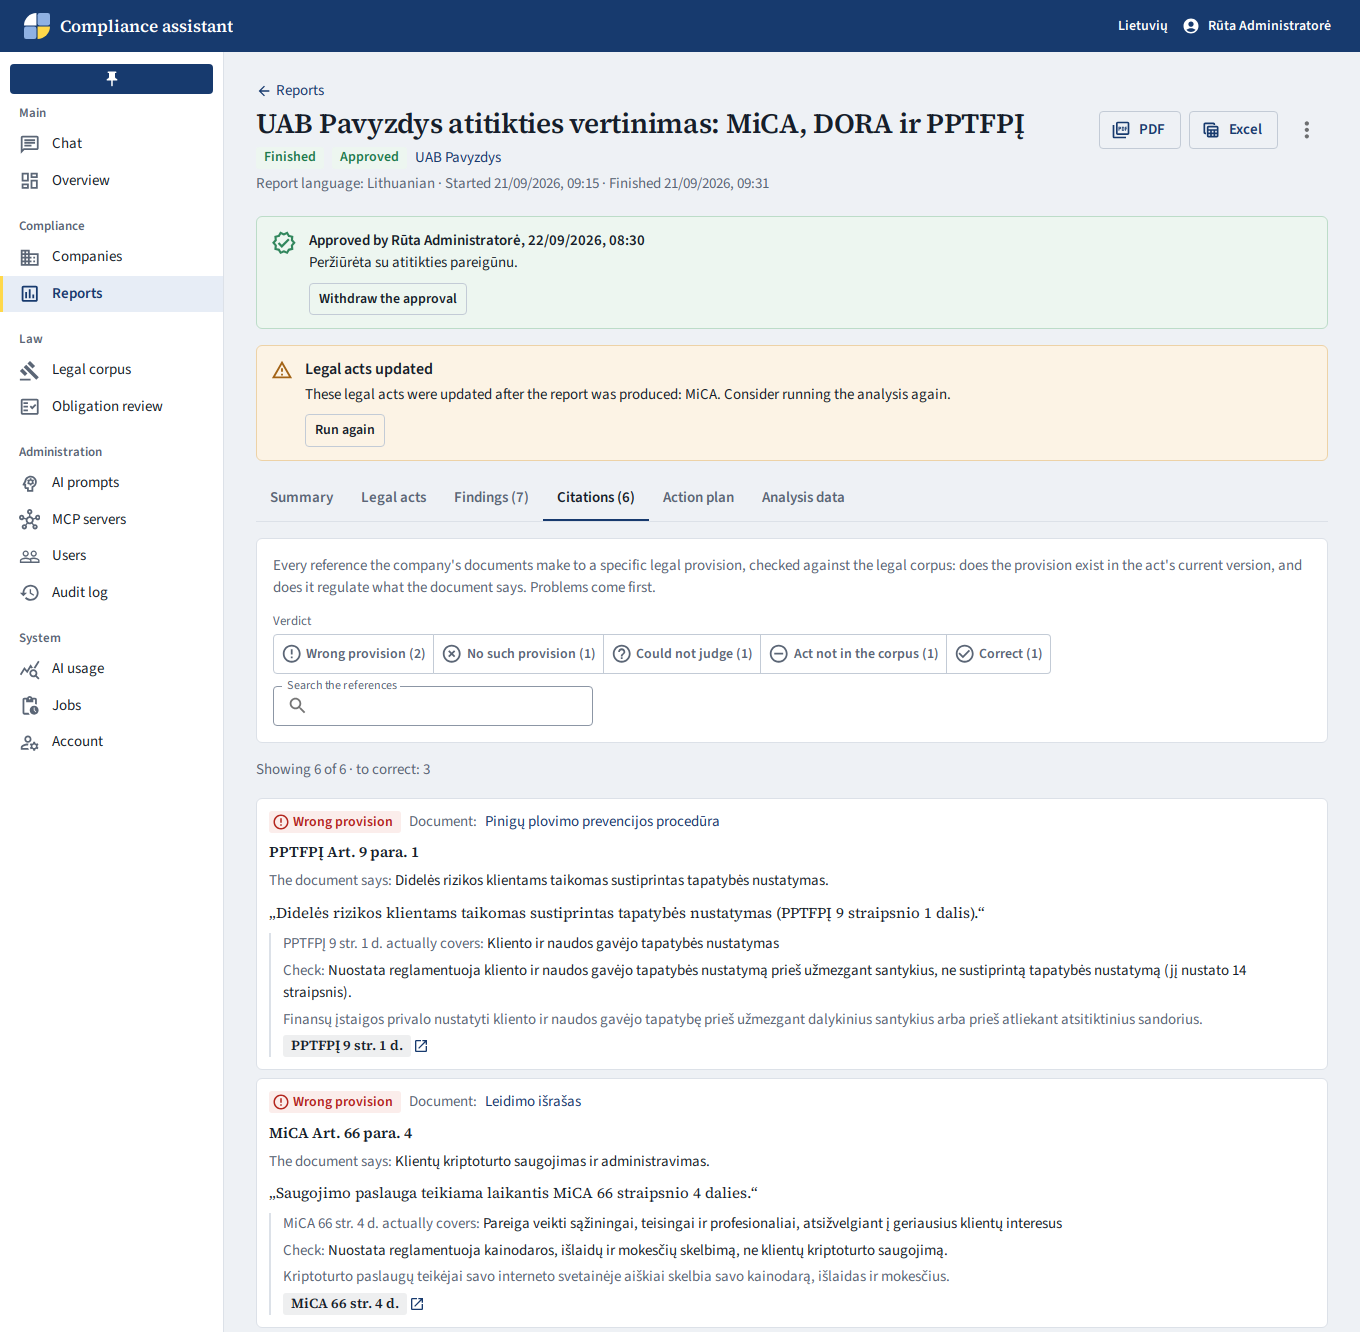 Compliance assistant
Lietuvių
Rūta Administratorė
Main
Chat
Overview
Compliance
Companies
Reports
Law
Legal corpus
Obligation review
Administration
AI prompts
MCP servers
Users
Audit log
System
AI usage
Jobs
Account
Reports
UAB Pavyzdys atitikties vertinimas: MiCA, DORA ir PPTFPĮ
PDF
Excel
Finished
Approved
UAB Pavyzdys
Report language: Lithuanian · Started 21/09/2026, 09:15 · Finished 21/09/2026, 09:31
Approved by Rūta Administratorė, 22/09/2026, 08:30
Peržiūrėta su atitikties pareigūnu.
Withdraw the approval
Legal acts updated
These legal acts were updated after the report was produced: MiCA. Consider running the analysis again.
Run again
Summary
Legal acts
Findings (7)
Citations (6)
Action plan
Analysis data
Every reference the company's documents make to a specific legal provision, checked against the legal corpus: does the provision exist in the act's current version, and
does it regulate what the document says. Problems come first.
Verdict
Wrong provision (2)
No such provision (1)
Could not judge (1)
Act not in the corpus (1)
Correct (1)
Search the references
Showing 6 of 6 · to correct: 3
Wrong provision
Document: Pinigų plovimo prevencijos procedūra
PPTFPĮ Art. 9 para. 1
The document says: Didelės rizikos klientams taikomas sustiprintas tapatybės nustatymas.
„Didelės rizikos klientams taikomas sustiprintas tapatybės nustatymas (PPTFPĮ 9 straipsnio 1 dalis).“
PPTFPĮ 9 str. 1 d. actually covers: Kliento ir naudos gavėjo tapatybės nustatymas
Check: Nuostata reglamentuoja kliento ir naudos gavėjo tapatybės nustatymą prieš užmezgant santykius, ne sustiprintą tapatybės nustatymą (jį nustato 14
straipsnis).
Finansų įstaigos privalo nustatyti kliento ir naudos gavėjo tapatybę prieš užmezgant dalykinius santykius arba prieš atliekant atsitiktinius sandorius.
PPTFPĮ 9 str. 1 d.
Wrong provision
Document: Leidimo išrašas
MiCA Art. 66 para. 4
The document says: Klientų kriptoturto saugojimas ir administravimas.
„Saugojimo paslauga teikiama laikantis MiCA 66 straipsnio 4 dalies.“
MiCA 66 str. 4 d. actually covers: Pareiga veikti sąžiningai, teisingai ir profesionaliai, atsižvelgiant į geriausius klientų interesus
Check: Nuostata reglamentuoja kainodaros, išlaidų ir mokesčių skelbimą, ne klientų kriptoturto saugojimą.
Kriptoturto paslaugų teikėjai savo interneto svetainėje aiškiai skelbia savo kainodarą, išlaidas ir mokesčius.
MiCA 66 str. 4 d.